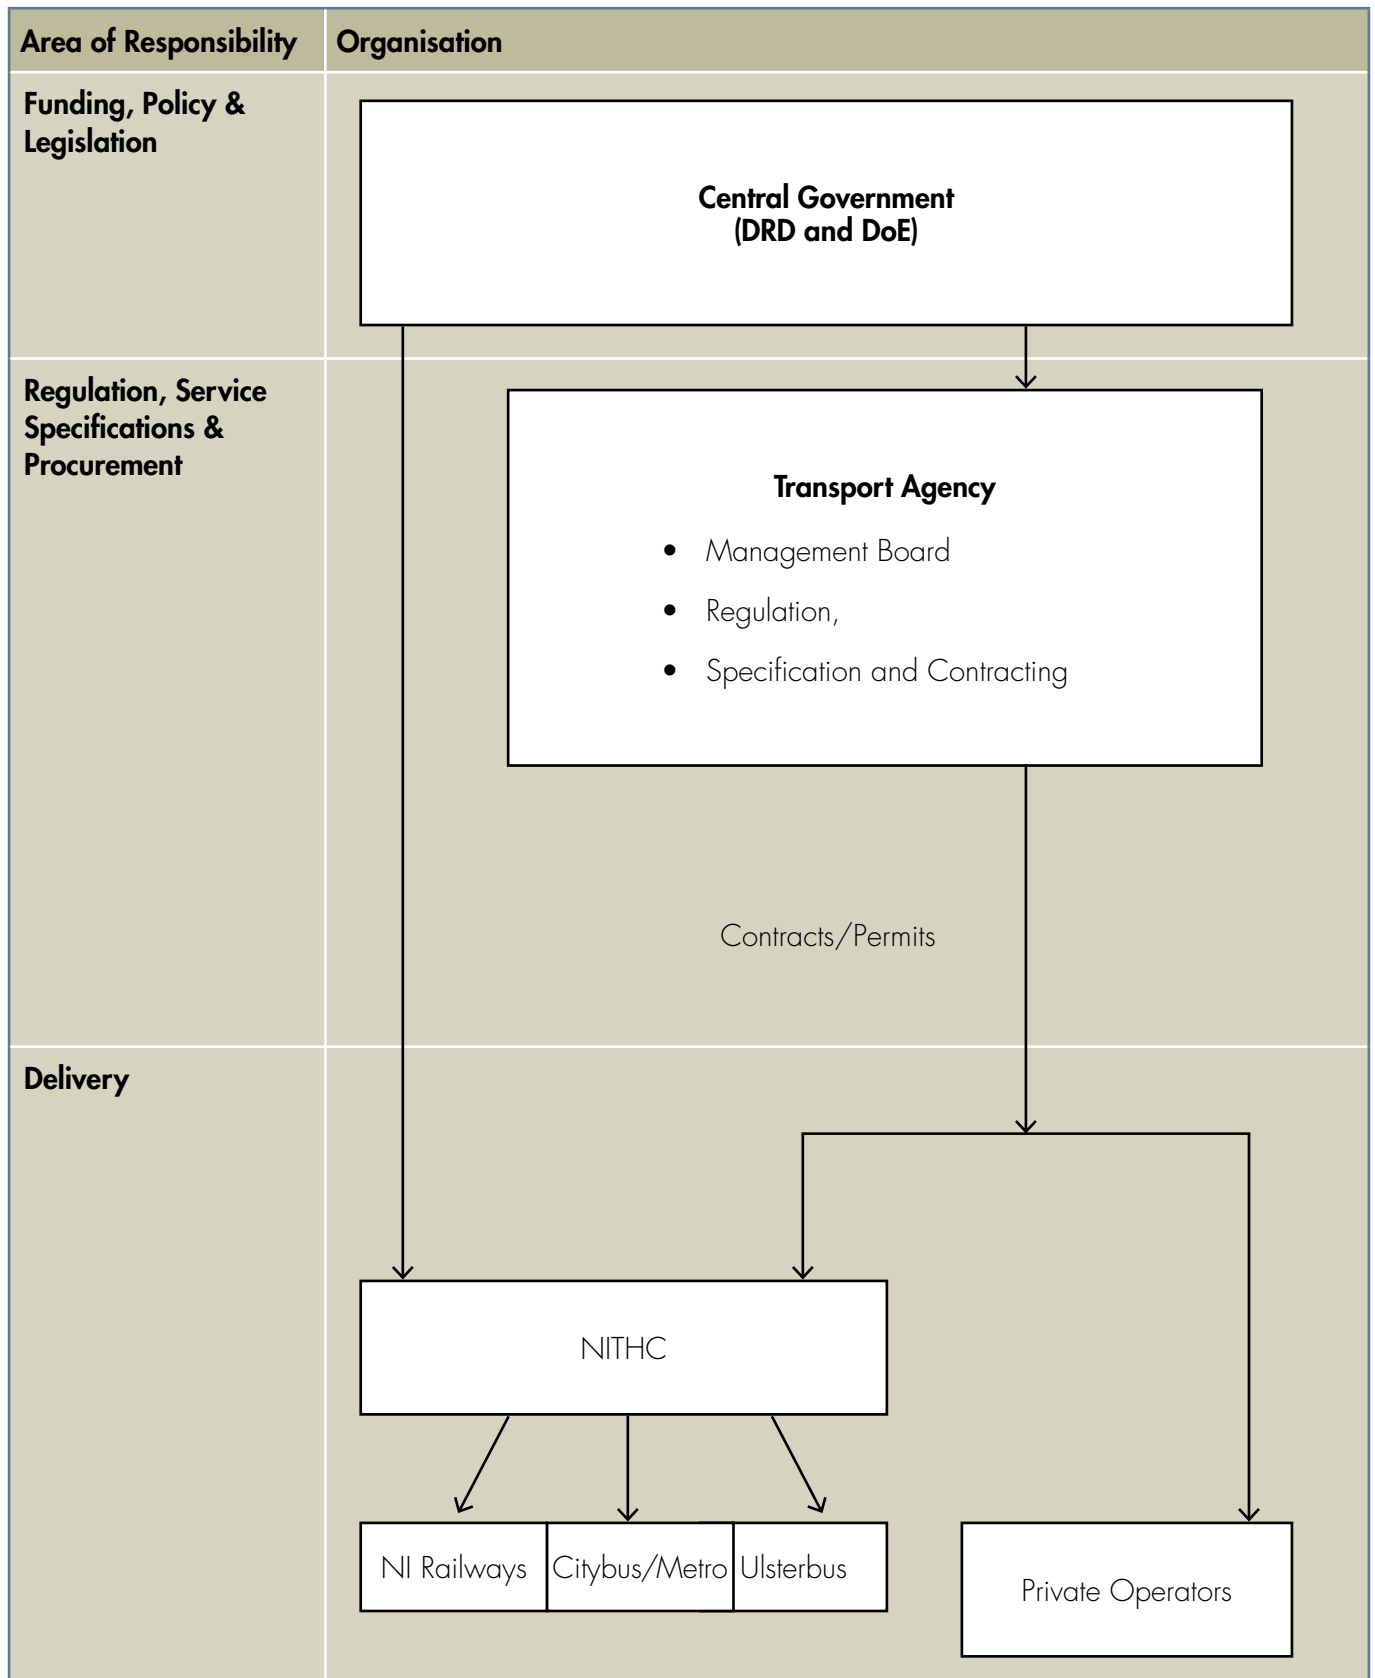 Area of Responsibility
Organisation
Funding, Policy &
Legislation
Central Government
(DRD and DoE)
Regulation, Service
Specifications &
Procurement
Transport Agency
• Management Board
• Regulation,
• Specification and Contracting
Contracts/Permits
Delivery
NITHC
NI Railways
Citybus/Metro
Ulsterbus
Private Operators